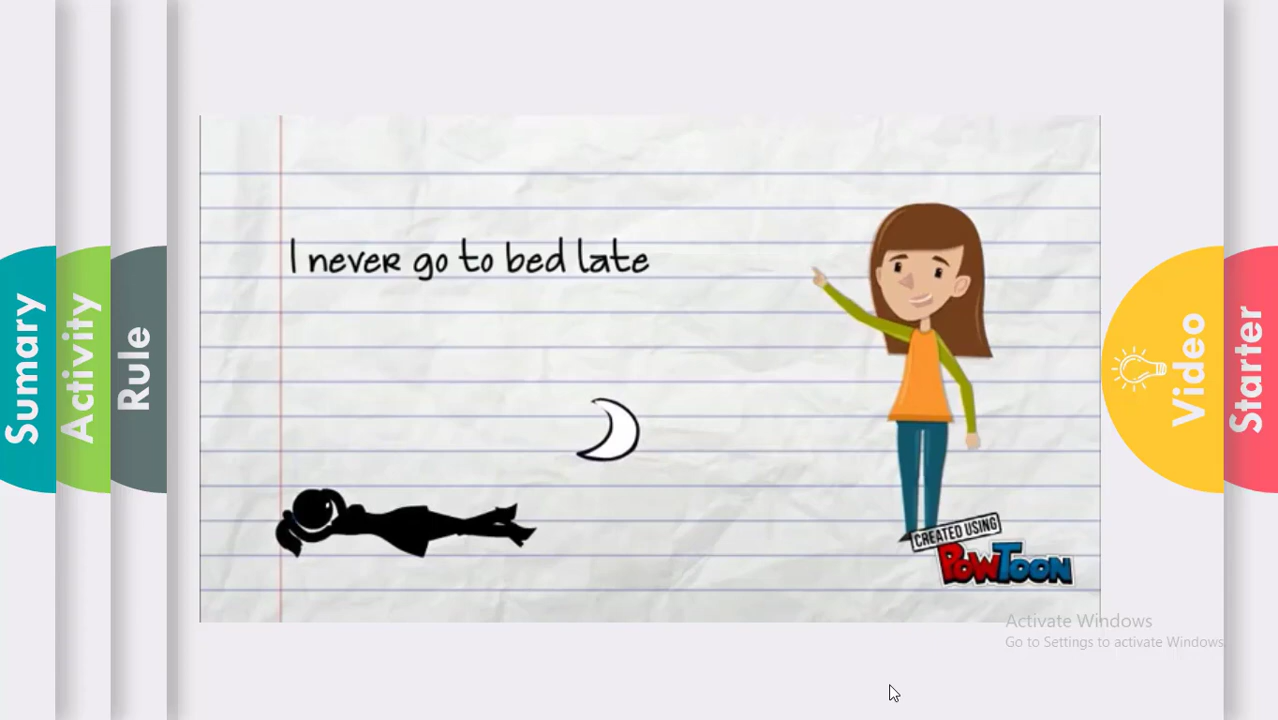 Sumary
Activity
Rule
I never go to bed late
CREATED USING
POWTOON
Video
Starter
Activate Windows
Go to Settings to activate Windows.